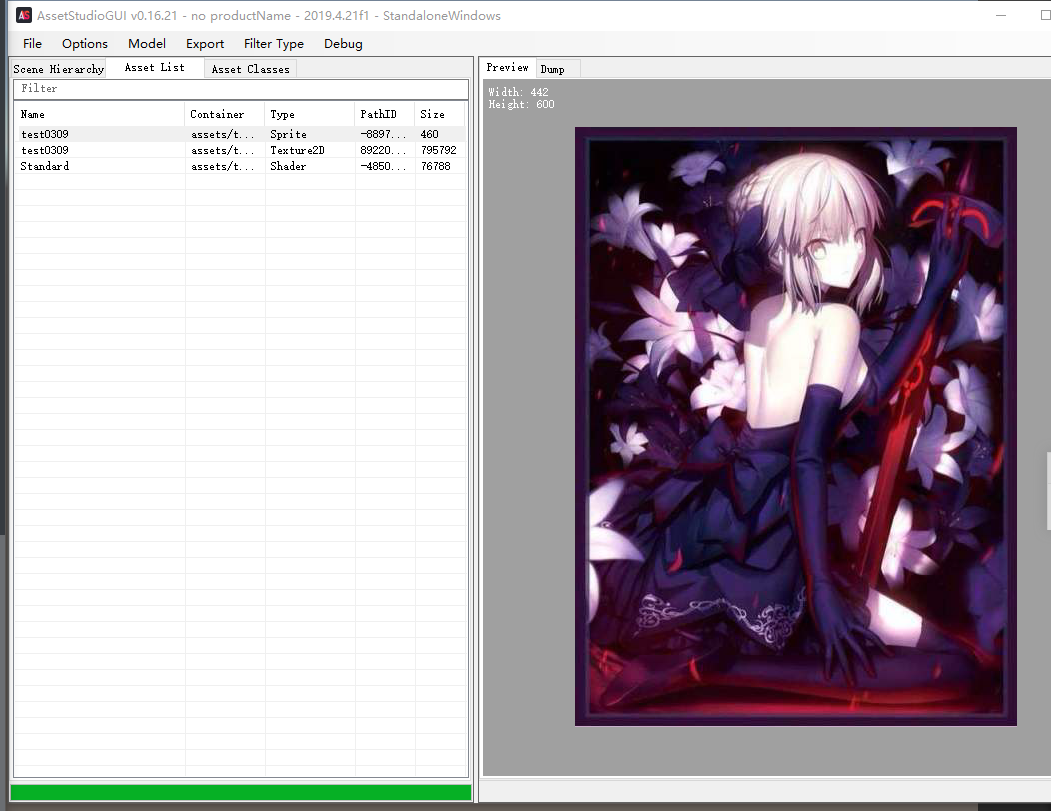 AS AssetStudioGUI v0.16.21 - no productName - 2019.4.21f1 - StandaloneWindows
File Options Model Export Filter Type Debug
Scene Hierarchy Asset List Asset Classes
Filter
Name Container Type PathID Size
test0309 assets/t... Sprite -8897... 460
test0309 assets/t... Texture2D 89220... 795792
Standard assets/t... Shader -4850... 76788
Preview Dump
Width: 442
Height: 600